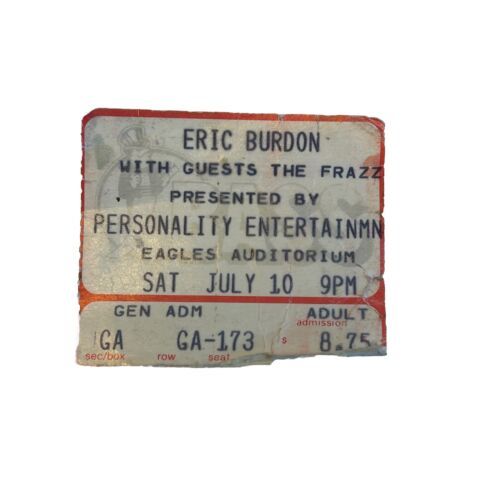 ERIC BURDON
WITH GUESTS THE FRAZZ
PRESENTED BY
PERSONALITY ENTERTAINMN
EAGLES AUDITORIUM
SAT JULY 10 9PM
GEN ADM ADULT
admission
GA GA-173 $ 8.75
sec/box row seat